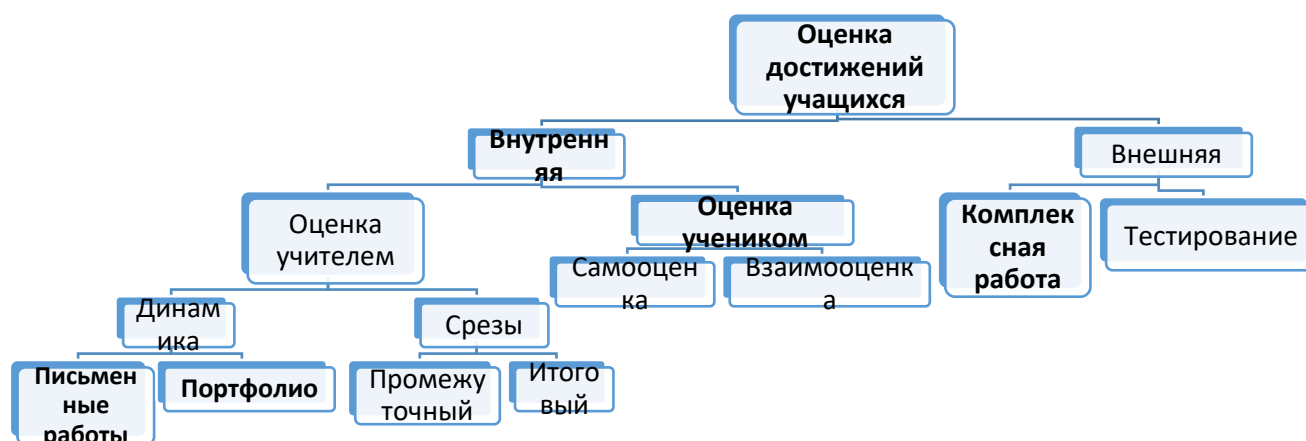 Оценка
достижений
учащихся
Внутренн
яя
Внешняя
Оценка
учителем
Оценка
учеником
Комплек
сная
работа
Тестирование
Самооцен
ка
Взаимооценк
а
Динам
ика
Срезы
Письмен
ные
работы
Портфолио
Промежу
точный
Итого
вый